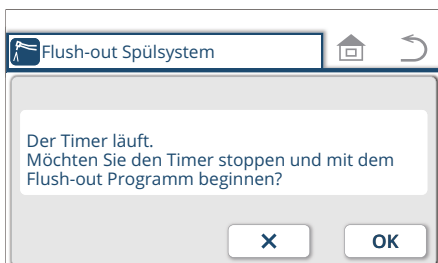 Flush-out Spülsystem
Der Timer läuft.
Möchten Sie den Timer stoppen und mit dem
Flush-out Programm beginnen?
OK